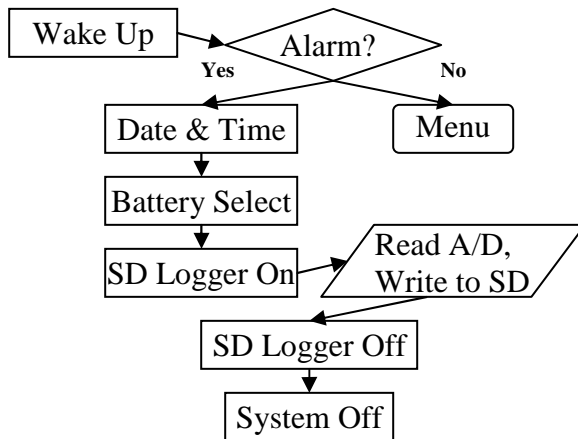 Wake Up
Alarm?
Yes
No
Date & Time
Menu
Battery Select
SD Logger On
Read A/D,
Write to SD
SD Logger Off
System Off